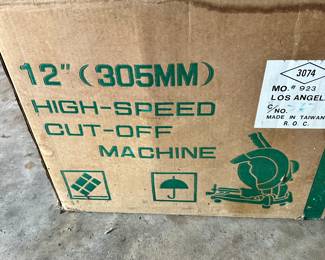 12" (305MM)
HIGH-SPEED
CUT-OFF
MACHINE
3074
MO.# 923
LOS ANGEL
C/NO.
MADE IN TAIWAN
R.O.C.